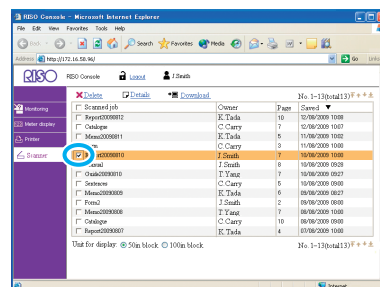 RISO Console - Microsoft Internet Explorer
File Edit View Favorites Tools Help
Back Search Favorites Media
Address http://172.16.50.96/ Go Links
RISO RISO Console Logout J.Smith
Delete Details Download No. 1-13(total13)
Monitoring
Meter display
Printer
Scanner
Scanned job Owner Page Saved ▼
Report20090812 K.Tada 10 12/08/2009 10:08
Catalogue C.Carry 7 12/08/2009 10:07
Memo20090811 K.Tada 5 11/08/2009 10:02
C.Carry 3 11/08/2009 10:00
J.Smith 7 10/08/2009 10:00
J.Smith 8 10/08/2009 09:28
Guide20090810 T.Yang 7 10/08/2009 09:27
Sentences C.Carry 5 10/08/2009 09:00
Memo20090809 K.Tada 6 09/08/2009 08:27
Form2 J.Smith 2 09/08/2009 08:00
Memo20090808 T.Yang 7 08/08/2009 10:00
Catalogue C.Carry 10 08/08/2009 09:00
Report20090807 K.Tada 4 07/08/2009 10:00
Unit for display: 50in block 100in block No. 1-13(total13)
Internet